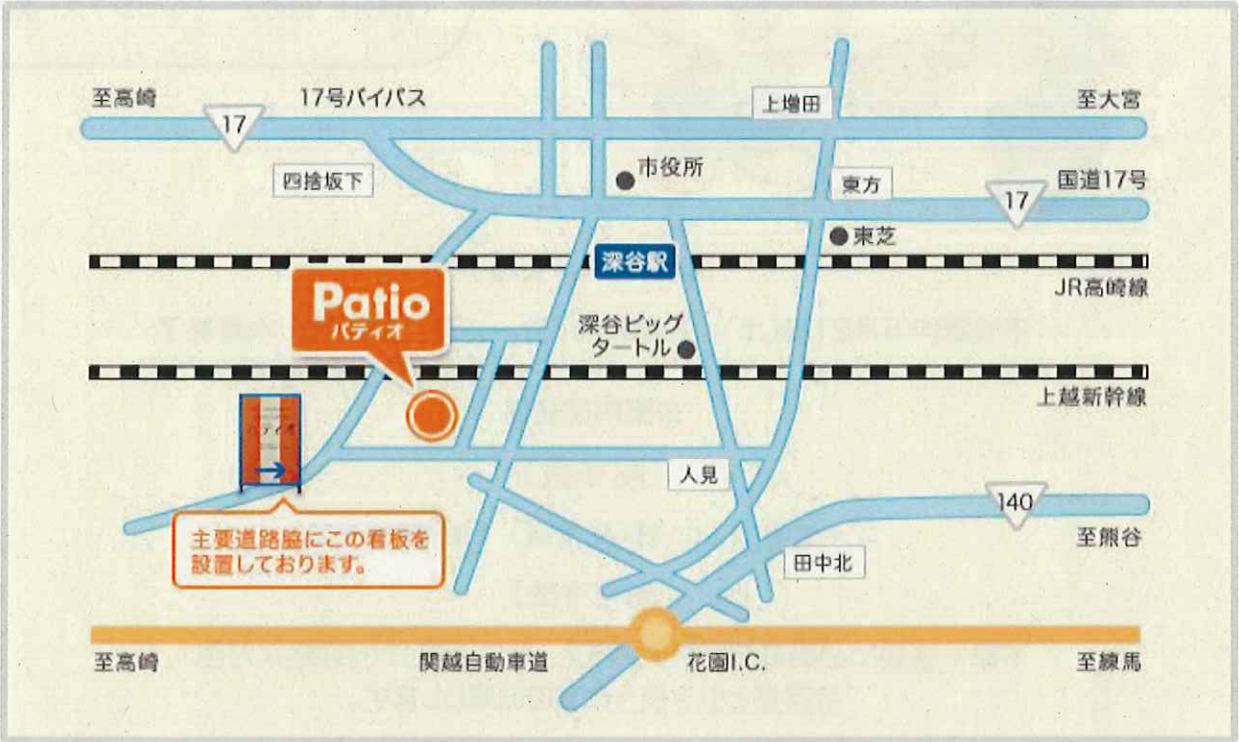 至高崎
17号バイパス
上増田
至大宮
17
四捨坂下
市役所
東方
国道17号
17
東芝
深谷駅
JR高崎線
Patio
パティオ
深谷ビッグ
タートル
上越新幹線
パティオ
人見
140
至熊谷
主要道路脇にこの看板を
設置しております。
田中北
至高崎
関越自動車道
花園I.C.
至練馬